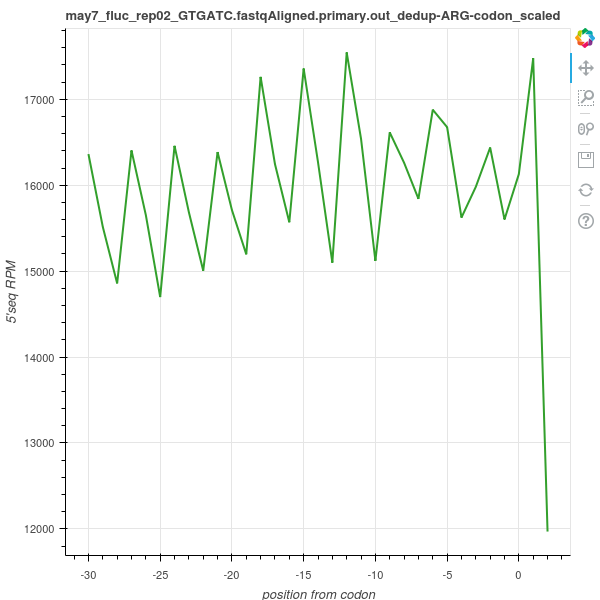 may7_fluc_rep02_GTGATC.fastqAligned.primary.out_dedup-ARG-codon_scaled
17000
16000
15000
14000
13000
12000
5'seq RPM
-30 -25 -20 -15 -10 -5 0
position from codon